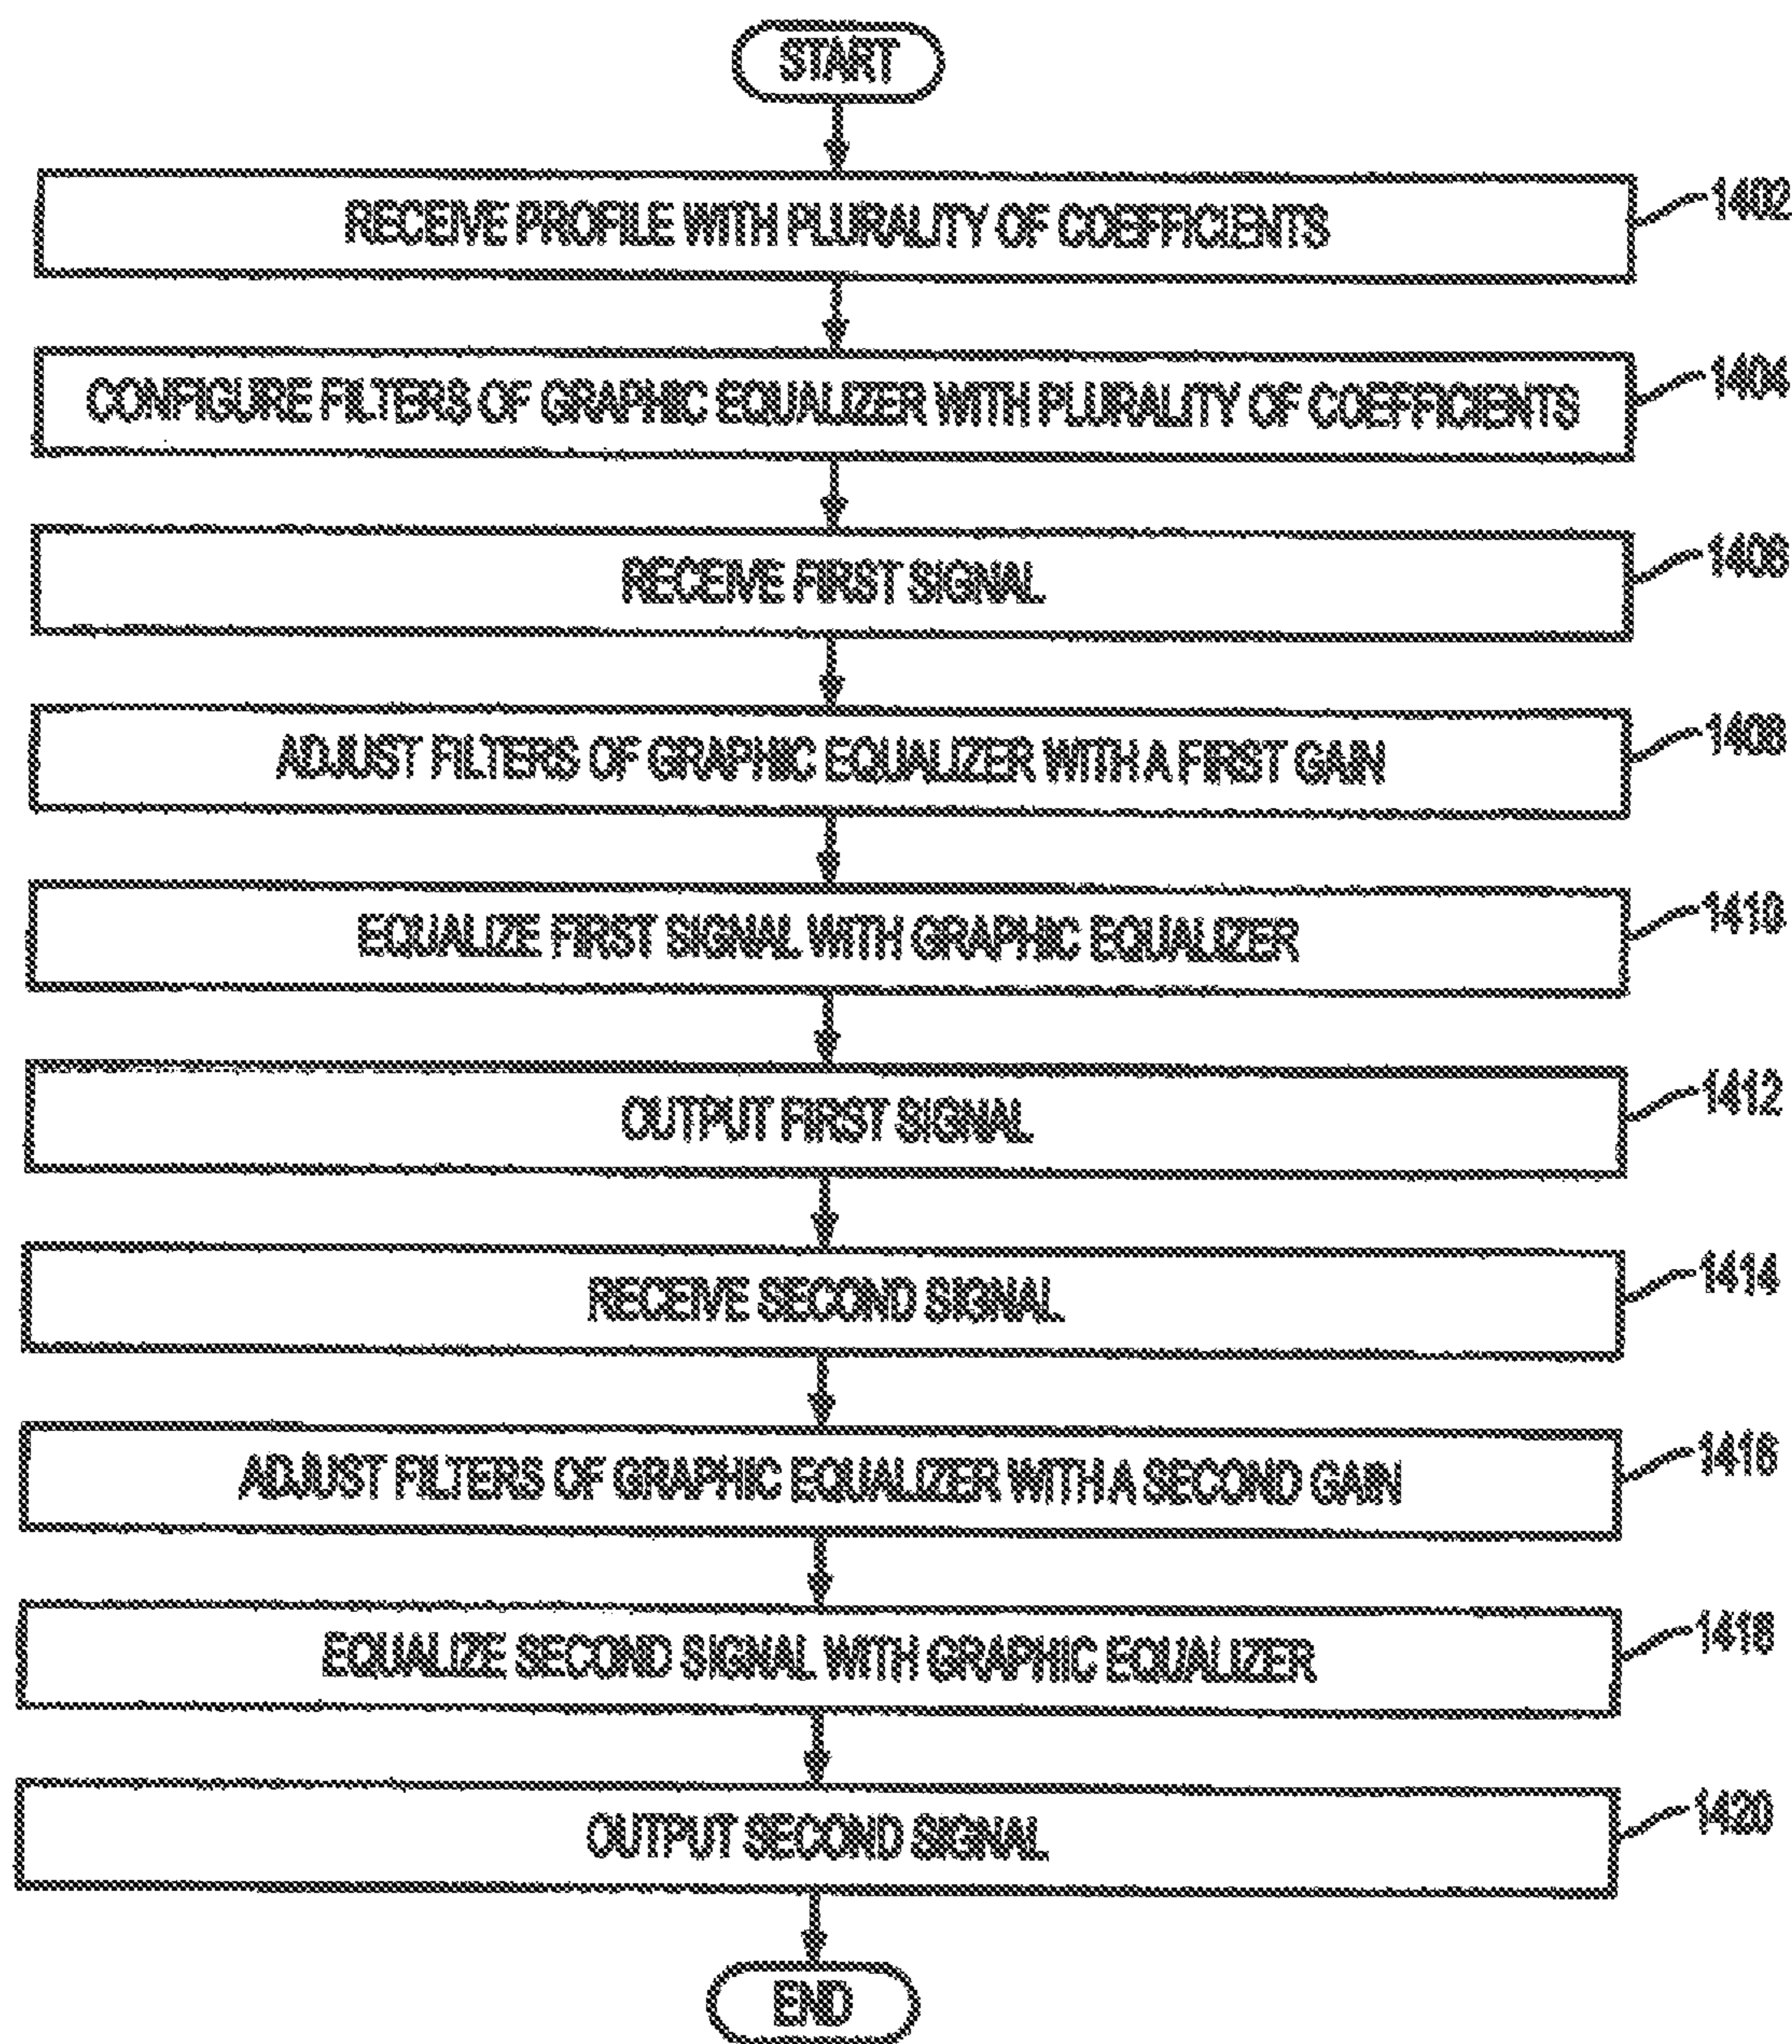 START
RECEIVE PROFILE WITH PLURALITY OF COEFFICIENTS
1402
CONFIGURE FILTERS OF GRAPHIC EQUALIZER WITH PLURALITY OF COEFFICIENTS
1404
RECEIVE FIRST SIGNAL
1406
ADJUST FILTERS OF GRAPHIC EQUALIZER WITH A FIRST GAIN
1408
EQUALIZE FIRST SIGNAL WITH GRAPHIC EQUALIZER
1410
OUTPUT FIRST SIGNAL
1412
RECEIVE SECOND SIGNAL
1414
ADJUST FILTERS OF GRAPHIC EQUALIZER WITH A SECOND GAIN
1416
EQUALIZE SECOND SIGNAL WITH GRAPHIC EQUALIZER
1418
OUTPUT SECOND SIGNAL
1420
END